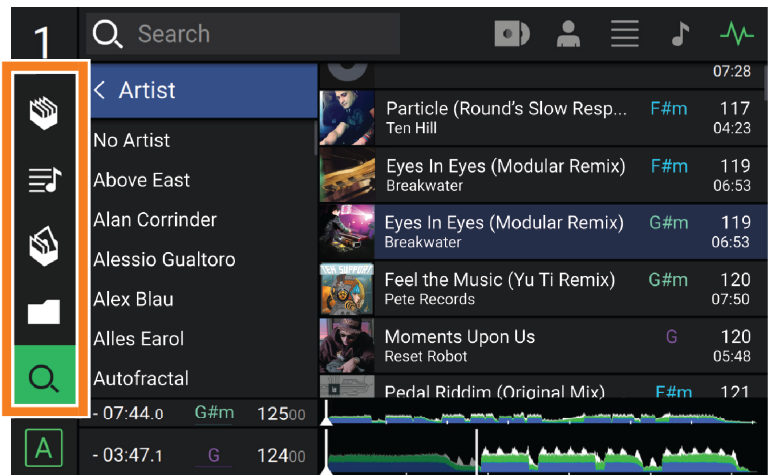 1
Search
07:28
< Artist
No Artist
Above East
Alan Corrinder
Alessio Gualtoro
Alex Blau
Alles Earol
Autofractal
Particle (Round's Slow Resp... F#m 117
Ten Hill 04:23
Eyes In Eyes (Modular Remix) F#m 119
Breakwater 06:53
Eyes In Eyes (Modular Remix) G#m 119
Breakwater 06:53
TEK SUPPORT
Feel the Music (Yu Ti Remix) G#m 120
Pete Records 07:50
Moments Upon Us G 120
Reset Robot 05:48
Pedal Riddim (Original Mix) F#m 121
- 07:44.0 G#m 12500
A
- 03:47.1 G 12400